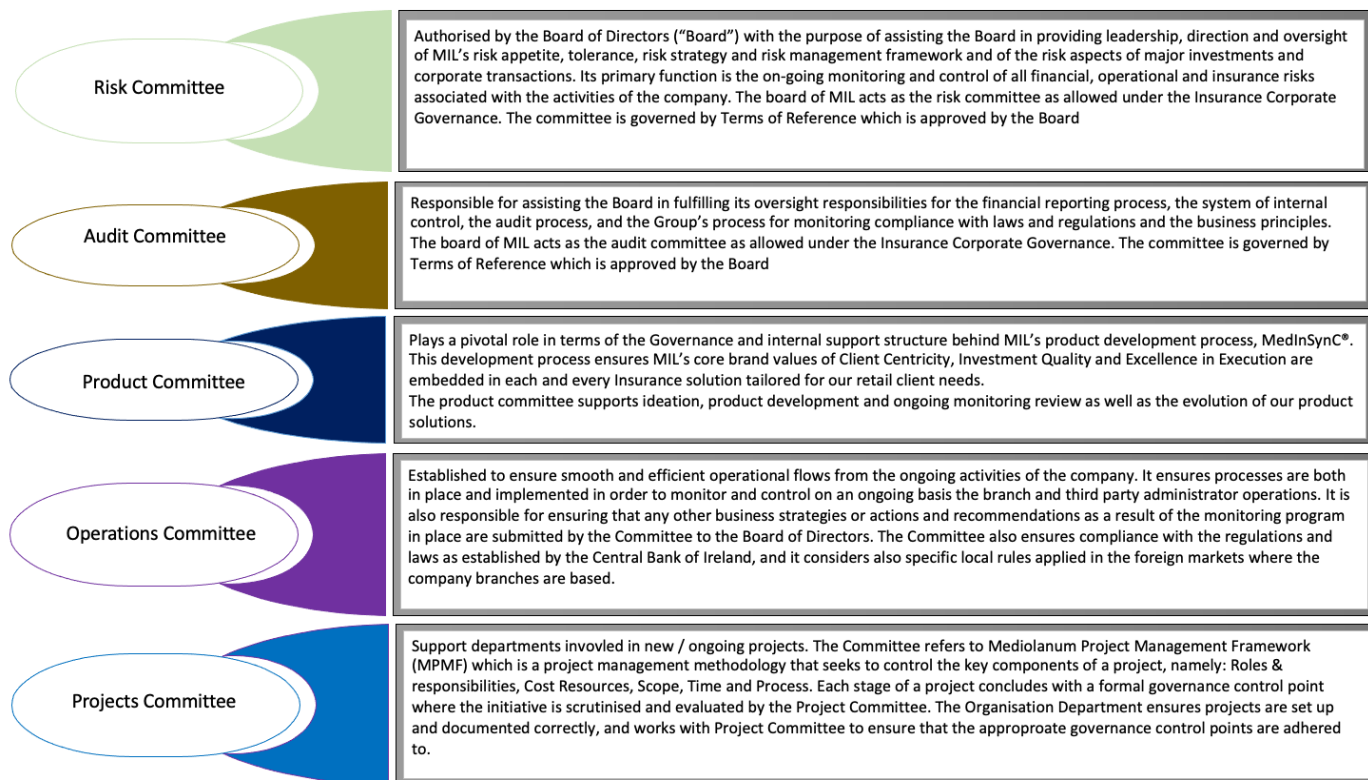 Risk Committee
Authorised by the Board of Directors (“Board”) with the purpose of assisting the Board in providing leadership, direction and oversight
of MIL’s risk appetite, tolerance, risk strategy and risk management framework and of the risk aspects of major investments and
corporate transactions. Its primary function is the on-going monitoring and control of all financial, operational and insurance risks
associated with the activities of the company. The board of MIL acts as the risk committee as allowed under the Insurance Corporate
Governance. The committee is governed by Terms of Reference which is approved by the Board
Audit Committee
Responsible for assisting the Board in fulfilling its oversight responsibilities for the financial reporting process, the system of internal
control, the audit process, and the Group’s process for monitoring compliance with laws and regulations and the business principles.
The board of MIL acts as the audit committee as allowed under the Insurance Corporate Governance. The committee is governed by
Terms of Reference which is approved by the Board
Product Committee
Plays a pivotal role in terms of the Governance and internal support structure behind MIL’s product development process, MedInSynC®.
This development process ensures MIL’s core brand values of Client Centricity, Investment Quality and Excellence in Execution are
embedded in each and every Insurance solution tailored for our retail client needs.
The product committee supports ideation, product development and ongoing monitoring review as well as the evolution of our product
solutions.
Operations Committee
Established to ensure smooth and efficient operational flows from the ongoing activities of the company. It ensures processes are both
in place and implemented in order to monitor and control on an ongoing basis the branch and third party administrator operations. It is
also responsible for ensuring that any other business strategies or actions and recommendations as a result of the monitoring program
in place are submitted by the Committee to the Board of Directors. The Committee also ensures compliance with the regulations and
laws as established by the Central Bank of Ireland, and it considers also specific local rules applied in the foreign markets where the
company branches are based.
Projects Committee
Support departments invovled in new / ongoing projects. The Committee refers to Mediolanum Project Management Framework
(MPMF) which is a project management methodology that seeks to control the key components of a project, namely: Roles &
responsibilities, Cost Resources, Scope, Time and Process. Each stage of a project concludes with a formal governance control point
where the initiative is scrutinised and evaluated by the Project Committee. The Organisation Department ensures projects are set up
and documented correctly, and works with Project Committee to ensure that the approproate governance control points are adhered
to.